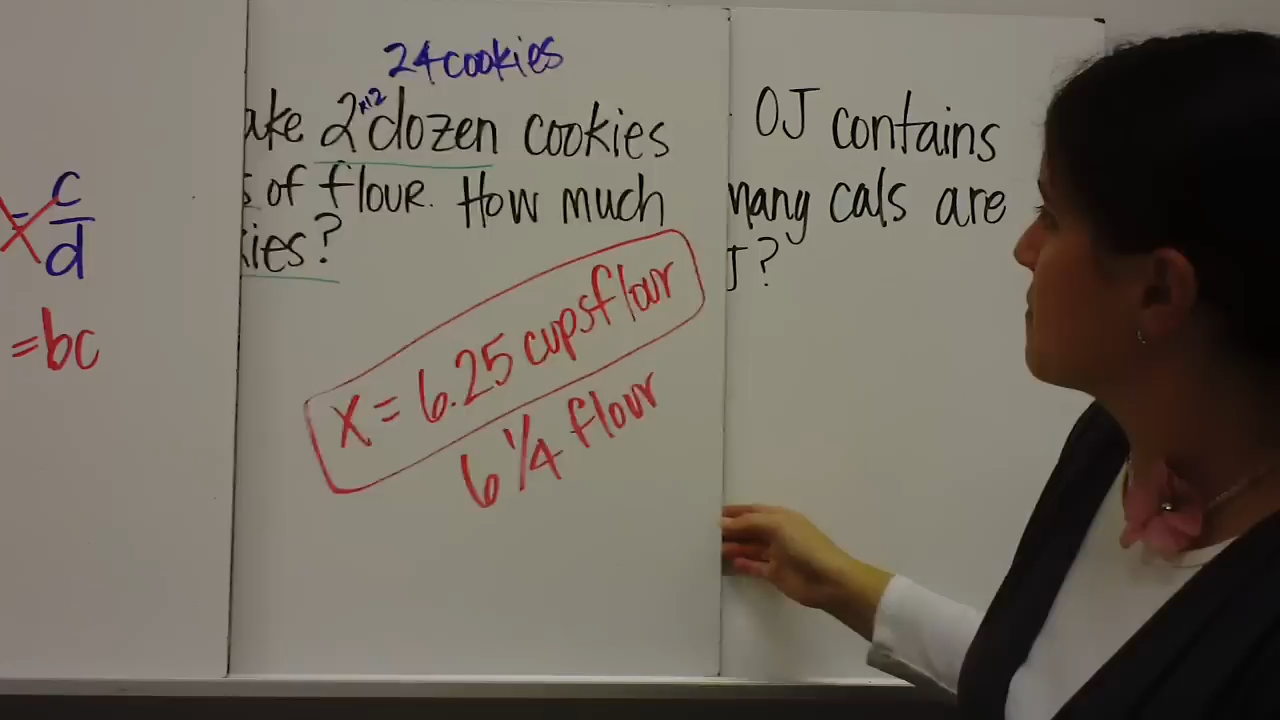 c
d
=
=bc
24 cookies
ake 2 x12 dozen cookies
of flour. How much
ies?
x = 6.25 cups flour
6 1/4 flour
OJ contains
many cals are
J?